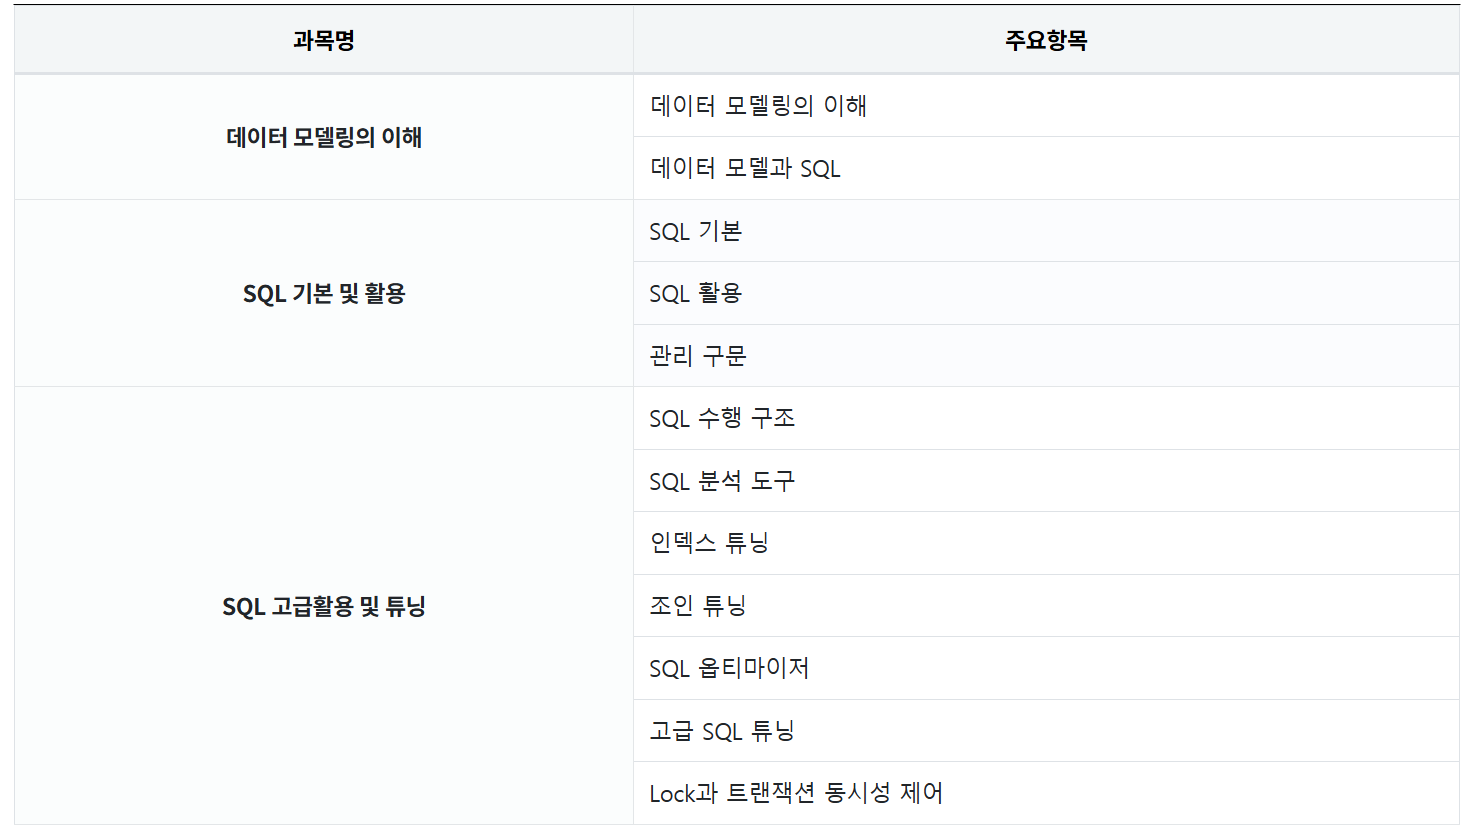 과목명 주요항목
데이터 모델링의 이해
데이터 모델링의 이해
데이터 모델과 SQL
SQL 기본 및 활용
SQL 기본
SQL 활용
관리 구문
SQL 고급활용 및 튜닝
SQL 수행 구조
SQL 분석 도구
인덱스 튜닝
조인 튜닝
SQL 옵티마이저
고급 SQL 튜닝
Lock과 트랜잭션 동시성 제어